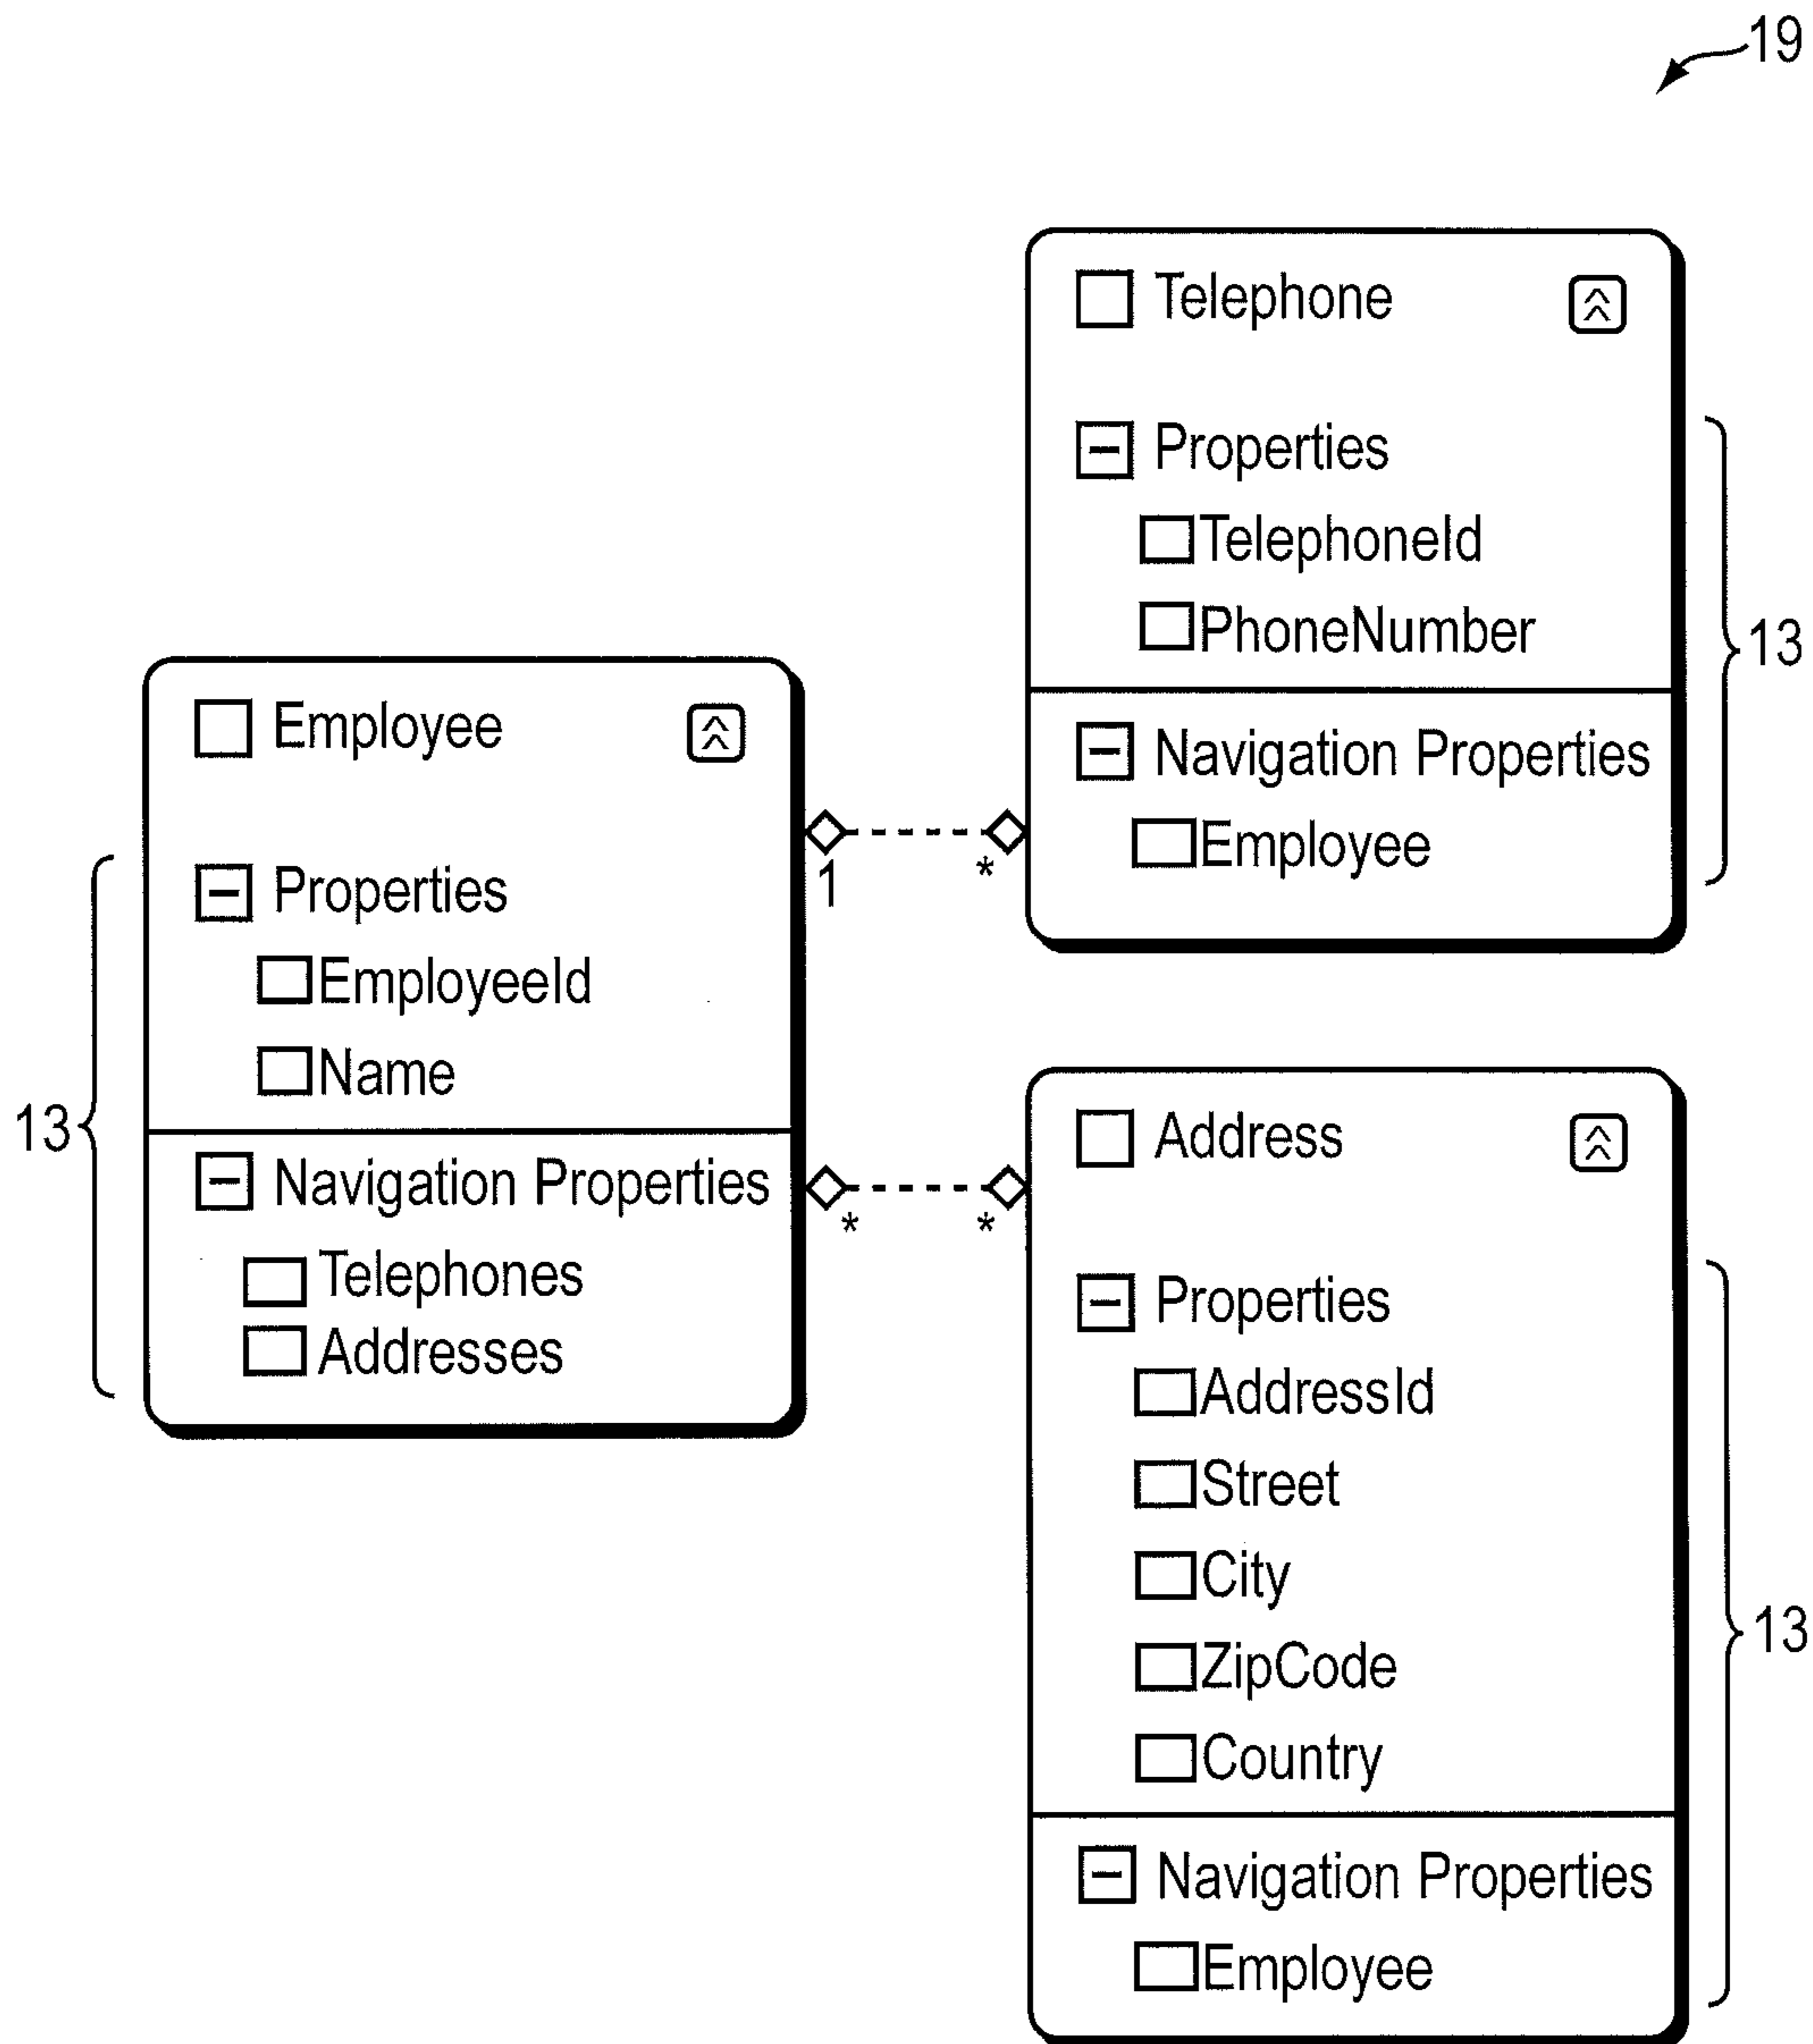 19
Telephone
Properties
TelephoneId
PhoneNumber
Navigation Properties
Employee
13
Employee
Properties
EmployeeId
Name
Navigation Properties
Telephones
Addresses
13
1
*
*
*
Address
Properties
AddressId
Street
City
ZipCode
Country
Navigation Properties
Employee
13